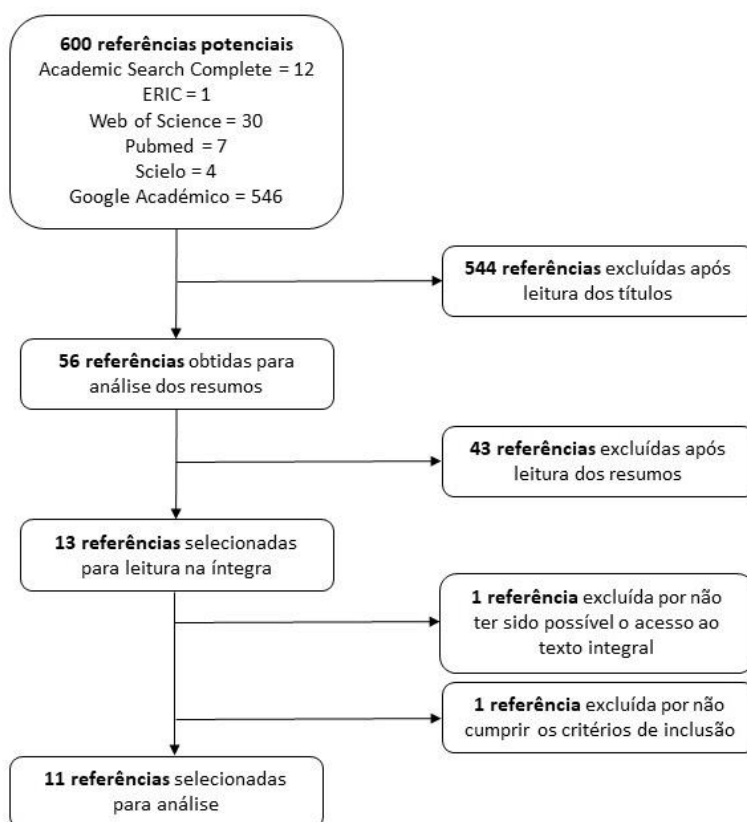 600 referências potenciais
Academic Search Complete = 12
ERIC = 1
Web of Science = 30
Pubmed = 7
Scielo = 4
Google Académico = 546
544 referências excluídas após
leitura dos títulos
56 referências obtidas para
análise dos resumos
43 referências excluídas após
leitura dos resumos
13 referências selecionadas
para leitura na íntegra
1 referência excluída por não
ter sido possível o acesso ao
texto integral
1 referência excluída por não
cumprir os critérios de inclusão
11 referências selecionadas
para análise